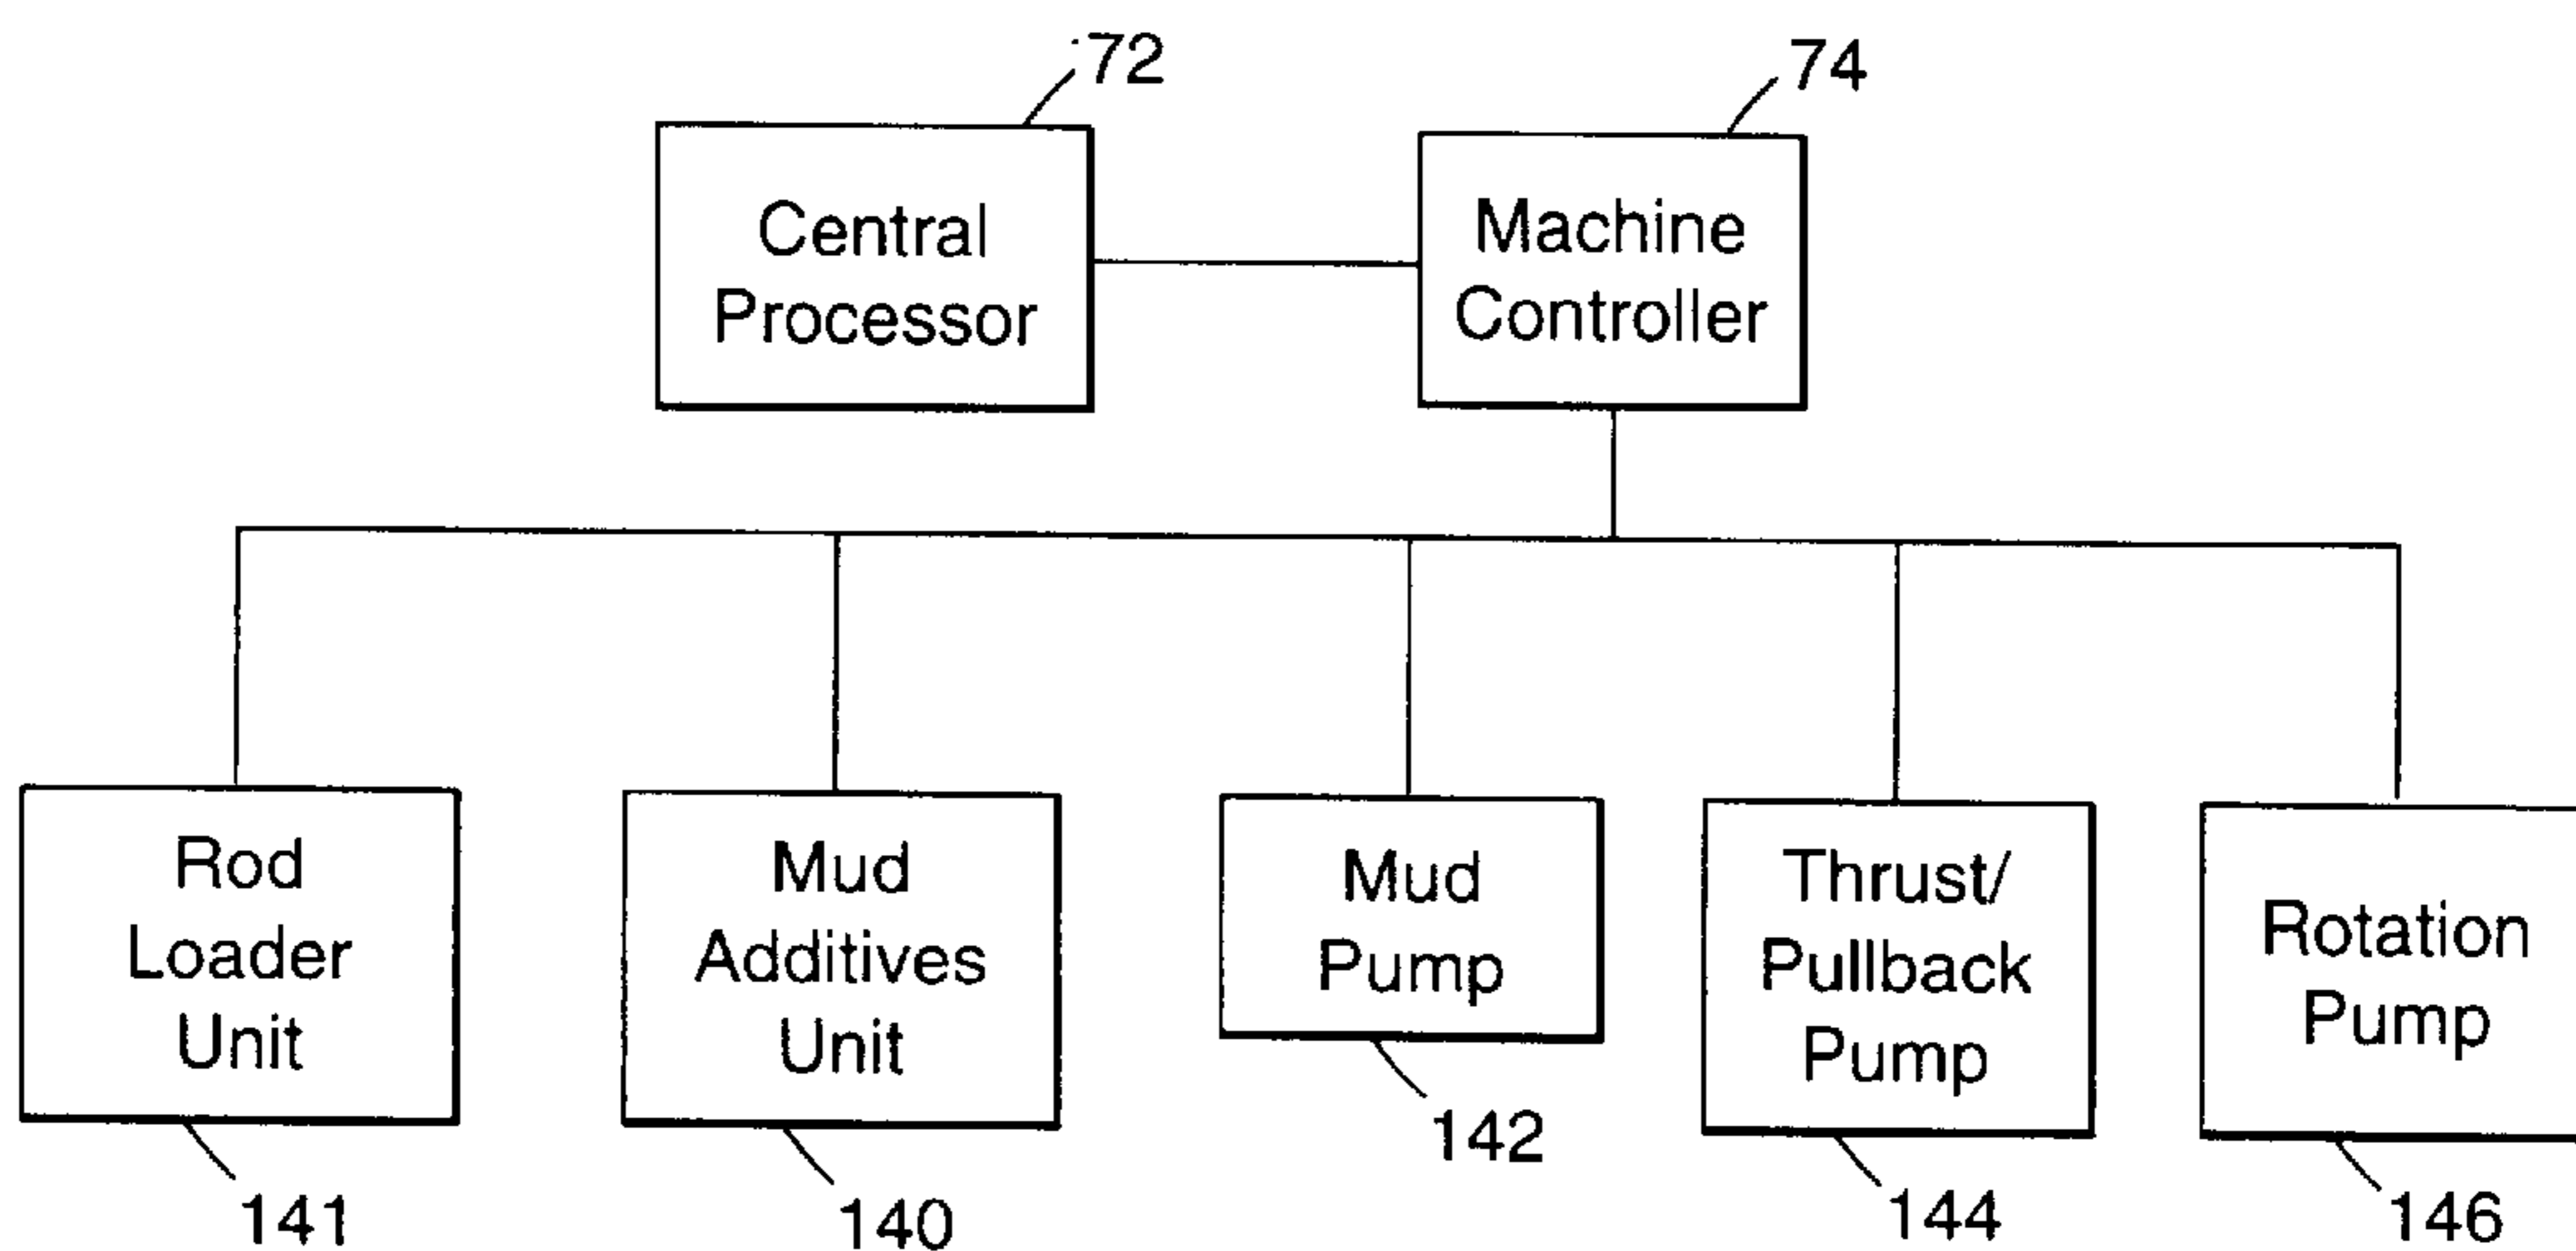 72
74
Central
Processor
Machine
Controller
Rod
Loader
Unit
Mud
Additives
Unit
Mud
Pump
Thrust/
Pullback
Pump
Rotation
Pump
141
140
142
144
146